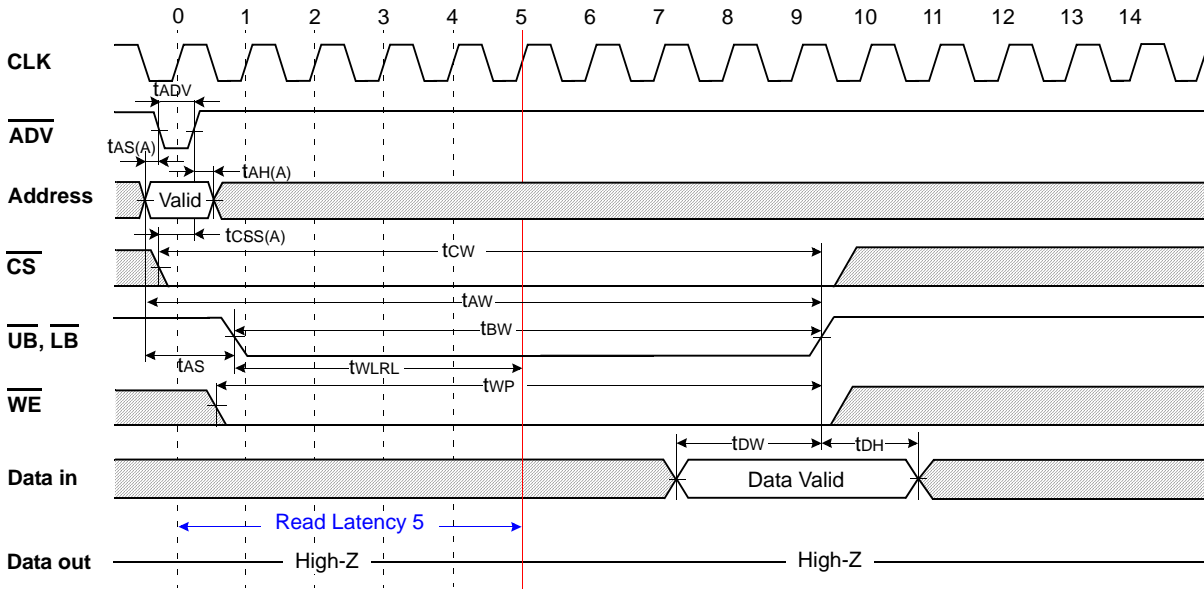 0 1 2 3 4 5 6 7 8 9 10 11 12 13 14
CLK
tADV
ADV
tAS(A)
tAH(A)
Address
Valid
tCSS(A)
CS
tCW
tAW
UB, LB
tBW
tAS
tWLRL
tWP
WE
tDW
tDH
Data in
Data Valid
Read Latency 5
Data out
High-Z
High-Z